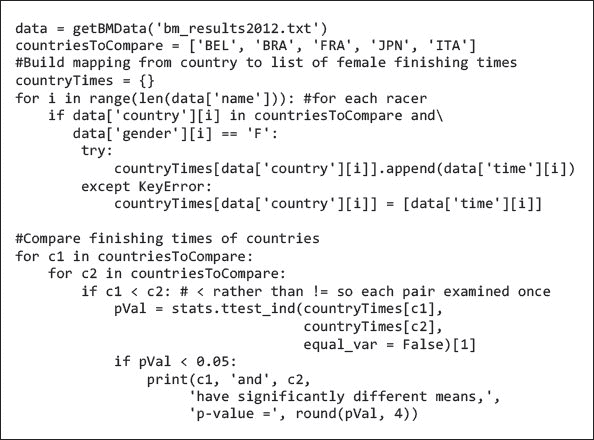 data = getBMData('bm_results2012.txt')
countriesToCompare = ['BEL', 'BRA', 'FRA', 'JPN', 'ITA']
#Build mapping from country to list of female finishing times
countryTimes = {}
for i in range(len(data['name'])): #for each racer
    if data['country'][i] in countriesToCompare and\
       data['gender'][i] == 'F':
        try:
            countryTimes[data['country'][i]].append(data['time'][i])
        except KeyError:
            countryTimes[data['country'][i]] = [data['time'][i]]

#Compare finishing times of countries
for c1 in countriesToCompare:
    for c2 in countriesToCompare:
        if c1 < c2: # < rather than != so each pair examined once
            pVal = stats.ttest_ind(countryTimes[c1],
                                   countryTimes[c2],
                                   equal_var = False)[1]
            if pVal < 0.05:
                print(c1, 'and', c2,
                     'have significantly different means,',
                     'p-value =', round(pVal, 4))